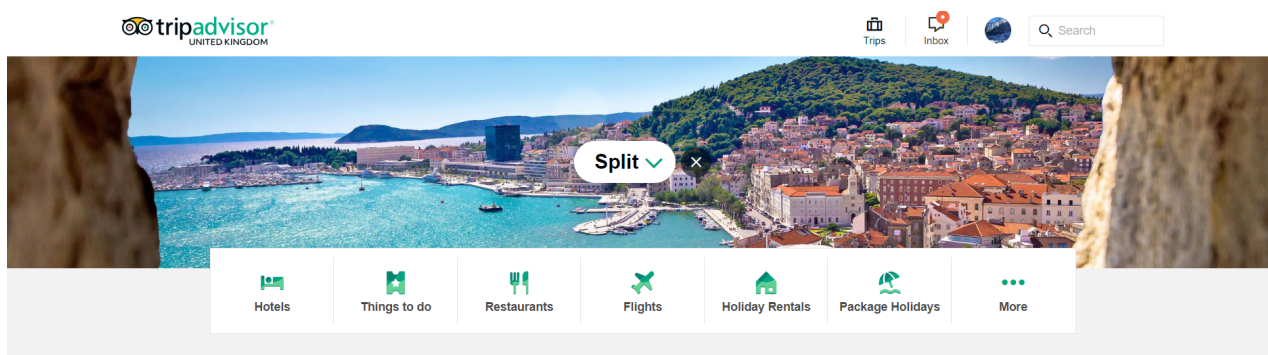 tripadvisor®
UNITED KINGDOM
Trips
Inbox
Search
Split
Hotels
Things to do
Restaurants
Flights
Holiday Rentals
Package Holidays
More